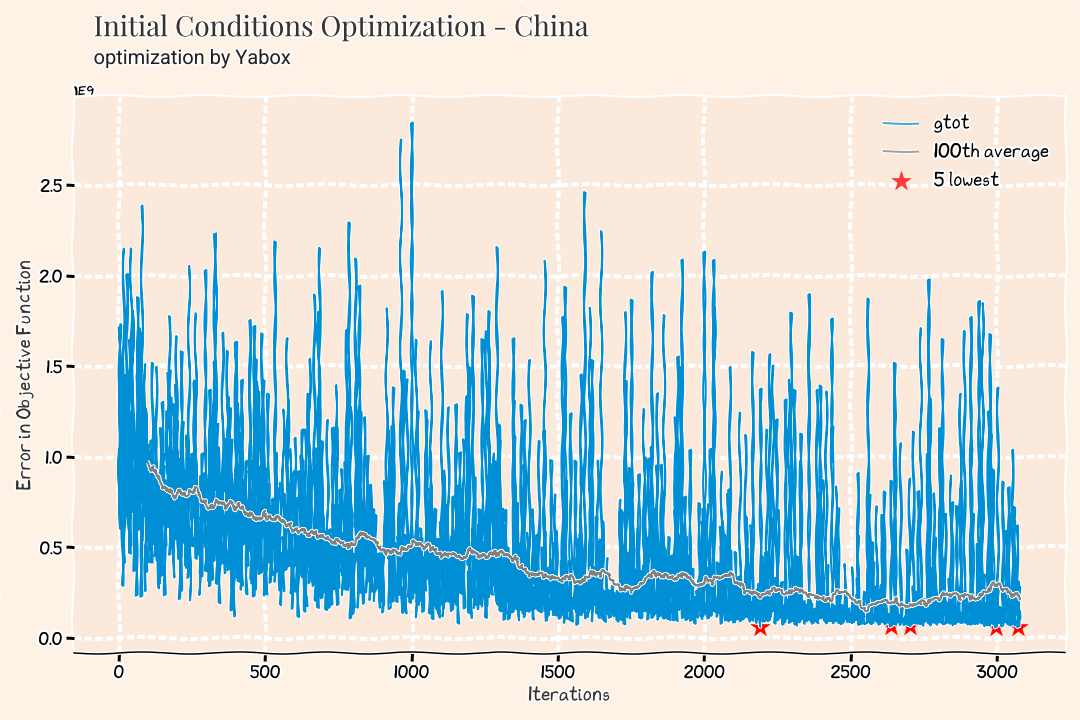 Initial Conditions Optimization - China
optimization by Yabox
1E9
gtot
100th average
5 lowest
Error in Objective Function
2.5
2.0
1.5
1.0
0.5
0.0
0 500 1000 1500 2000 2500 3000
Iterations